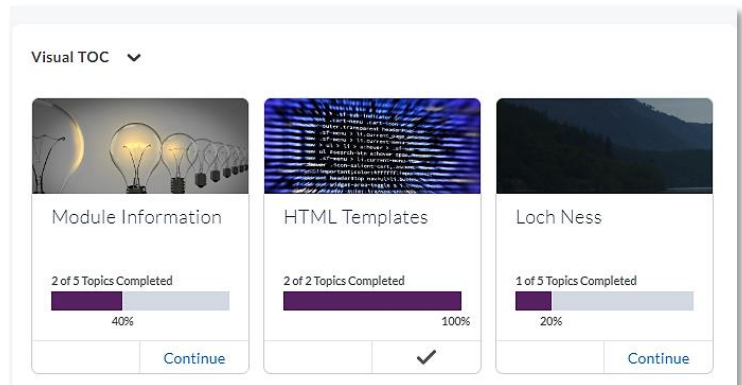 Visual TOC
Module Information
2 of 5 Topics Completed
40%
Continue
HTML Templates
2 of 2 Topics Completed
100%
Loch Ness
1 of 5 Topics Completed
20%
Continue